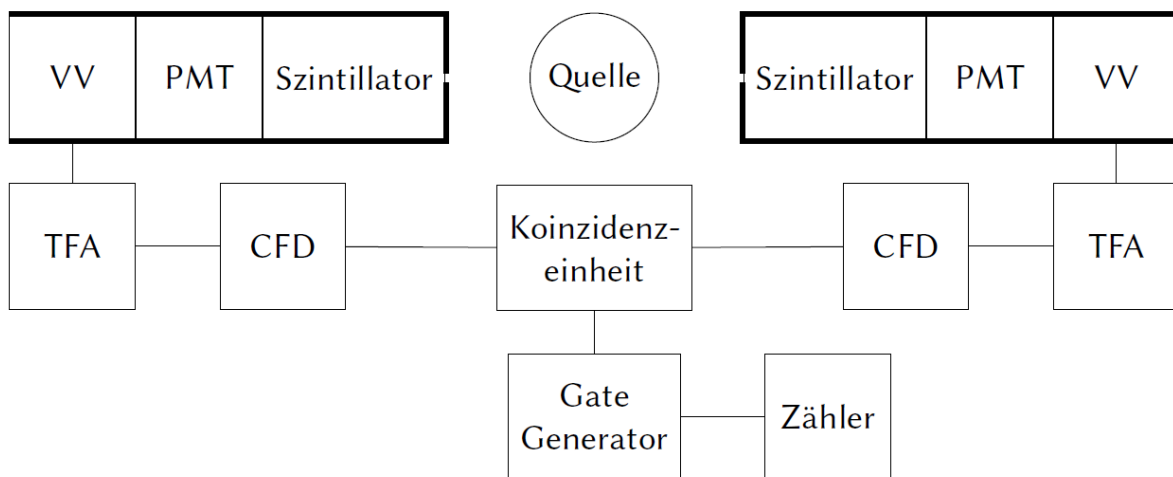 VV PMT Szintillator Quelle Szintillator PMT VV
TFA CFD Koinzidenz-
einheit CFD TFA
Gate
Generator Zähler